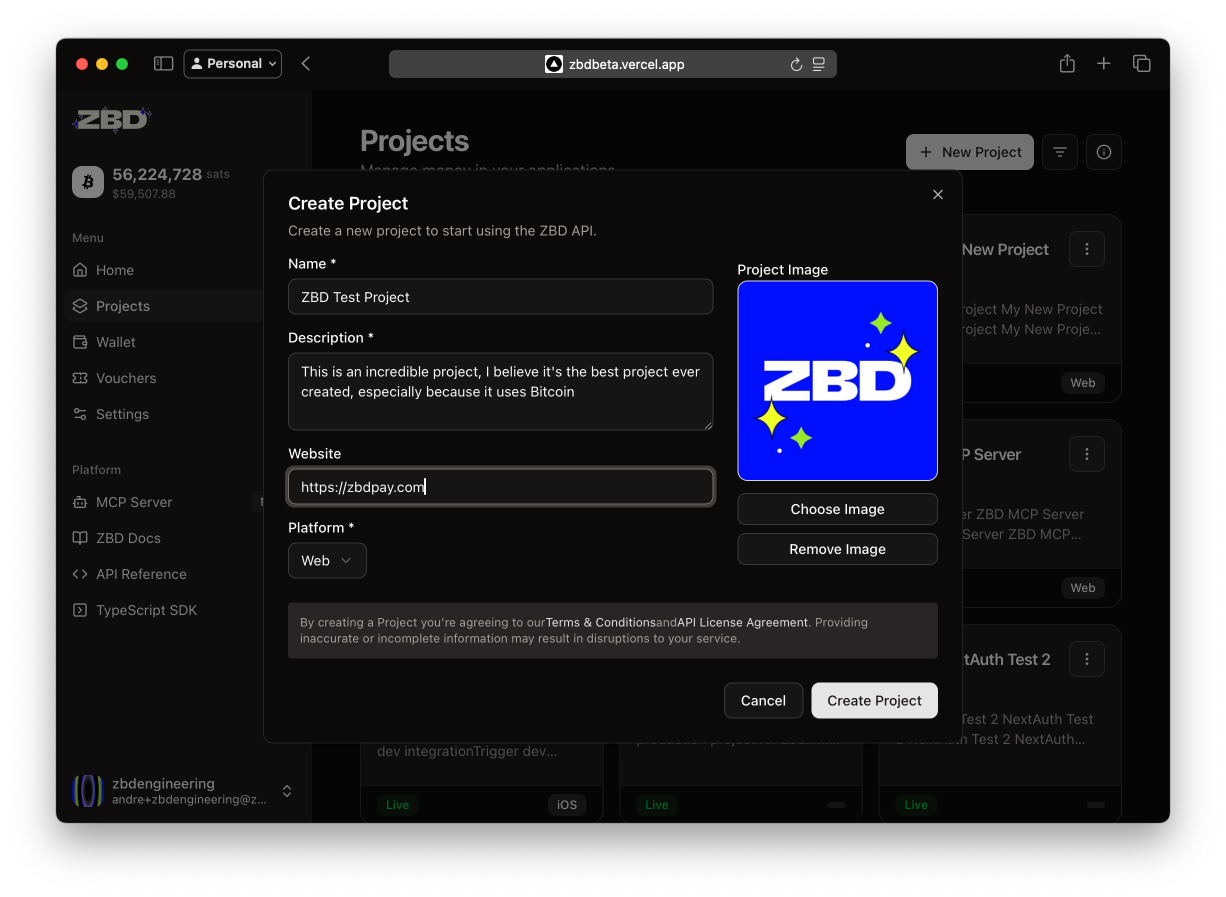 Personal
zbdbeta.vercel.app
ZBD
56,224,728 sats
$59,507.88
Menu
Home
Projects
Wallet
Vouchers
Settings
Platform
MCP Server
ZBD Docs
API Reference
TypeScript SDK
zbdengineering
andre+zbdengineering@z...
Projects
Manage money in your applications
New Project
Create Project
Create a new project to start using the ZBD API.
Name *
ZBD Test Project
Description *
This is an incredible project, I believe it's the best project ever
created, especially because it uses Bitcoin
Website
https://zbdpay.com
Platform *
Web
Project Image
ZBD
Choose Image
Remove Image
By creating a Project you're agreeing to ourTerms & ConditionsandAPI License Agreement. Providing
inaccurate or incomplete information may result in disruptions to your service.
Cancel
Create Project
New Project
roject My New Project
roject My New Proje...
Web
P Server
er ZBD MCP Server
Server ZBD MCP...
Web
tAuth Test 2
Test 2 NextAuth Test
Test 2 NextAuth...
dev integrationTrigger dev...
Live
iOS
Live
Live